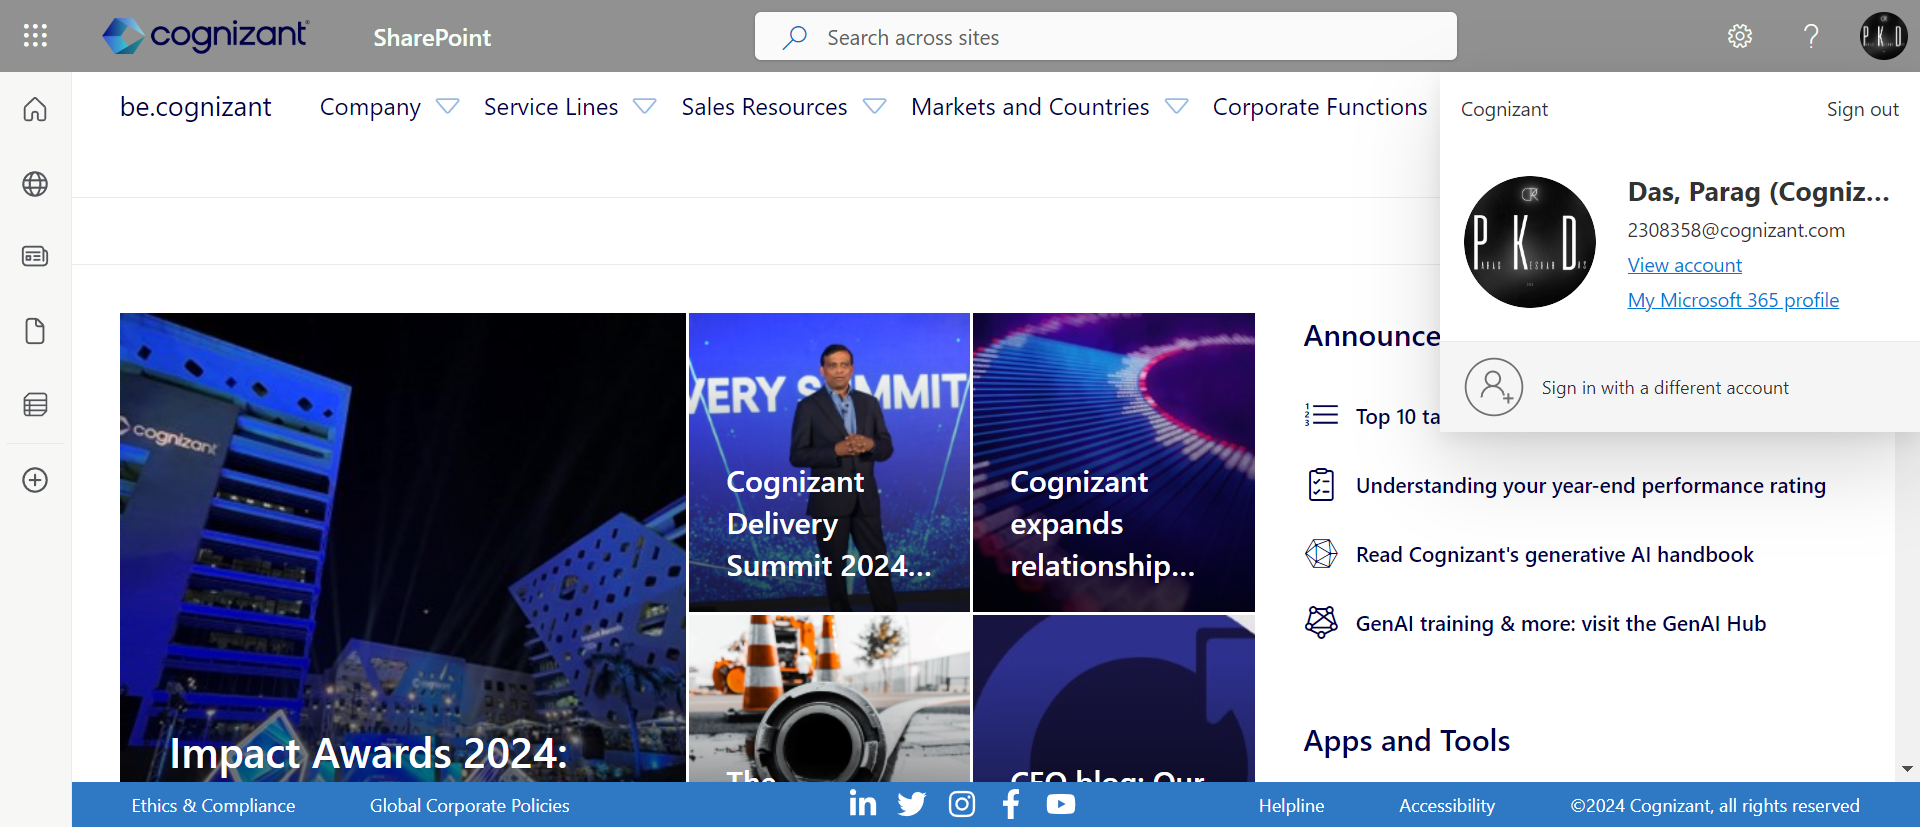 cognizant
SharePoint
Search across sites
P K D
be.cognizant
Company
Service Lines
Sales Resources
Markets and Countries
Corporate Functions
Cognizant
Sign out
P K D
Das, Parag (Cogniz...
2308358@cognizant.com
View account
My Microsoft 365 profile
Sign in with a different account
cognizant
VERY SUMMIT
Cognizant
Delivery
Summit 2024...
Cognizant
expands
relationship...
Announce
Top 10 ta
Understanding your year-end performance rating
Read Cognizant's generative AI handbook
GenAI training & more: visit the GenAI Hub
Impact Awards 2024:
The
CEO blog: Our
Apps and Tools
Ethics & Compliance
Global Corporate Policies
Helpline
Accessibility
©2024 Cognizant, all rights reserved